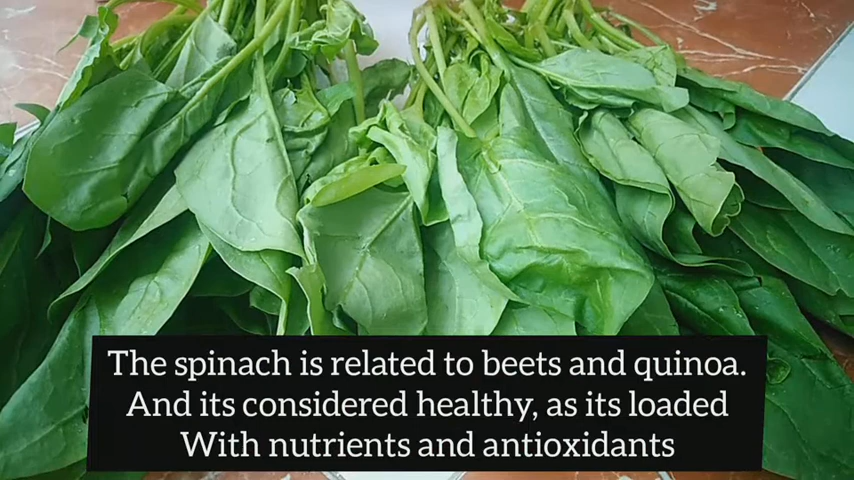 The spinach is related to beets and quinoa.
And its considered healthy, as its loaded
With nutrients and antioxidants